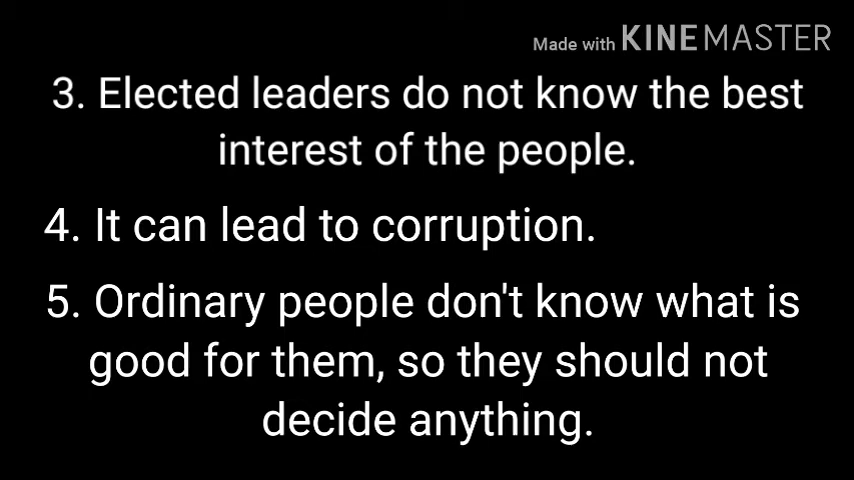 Made with KINEMASTER
3. Elected leaders do not know the best
interest of the people.
4. It can lead to corruption.
5. Ordinary people don't know what is
good for them, so they should not
decide anything.